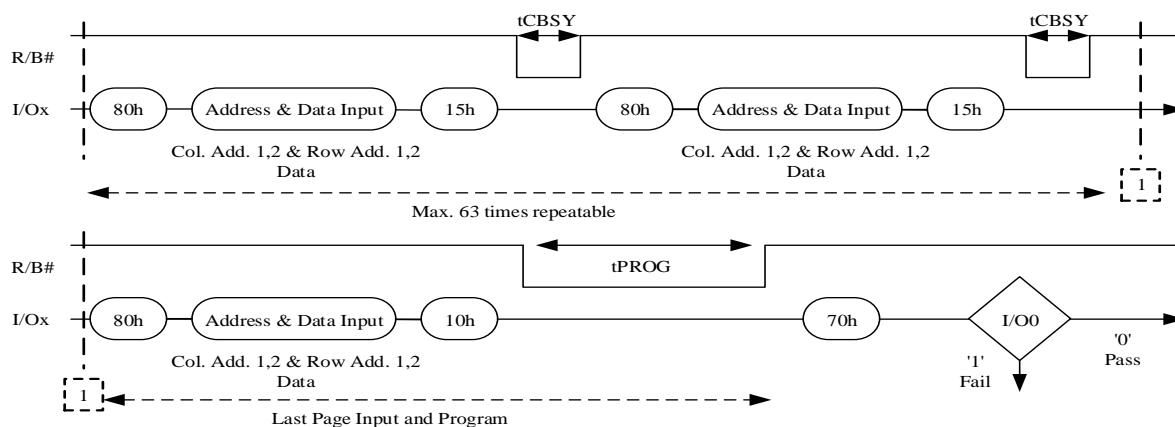 tCBSY tCBSY
R/B#
I/Ox 80h Address & Data Input 15h 80h Address & Data Input 15h
Col. Add. 1,2 & Row Add. 1,2 Col. Add. 1,2 & Row Add. 1,2
Data Data
1
Max. 63 times repeatable
R/B#
tPROG
I/Ox 80h Address & Data Input 10h 70h I/O0
'0'
Pass
Col. Add. 1,2 & Row Add. 1,2 '1'
Data Fail
1
Last Page Input and Program